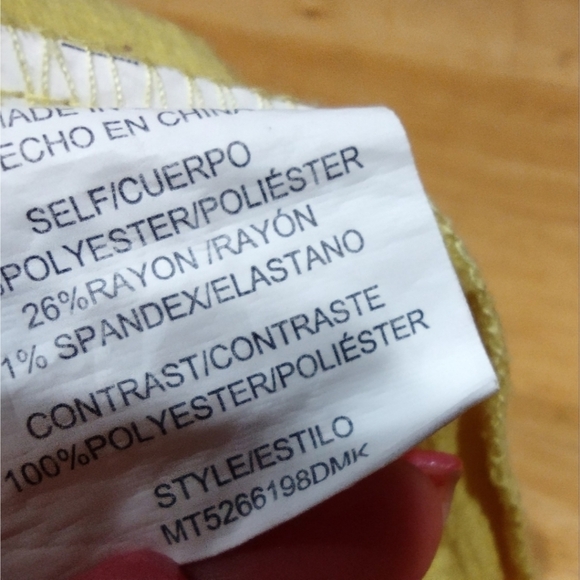 ECHO EN CHINA
SELF/CUERPO
POLYESTER/POLIÉSTER
26%RAYON /RAYÓN
1% SPANDEX/ELASTANO
CONTRAST/CONTRASTE
100%POLYESTER/POLIÉSTER
STYLE/ESTILO
MT5266198DMK